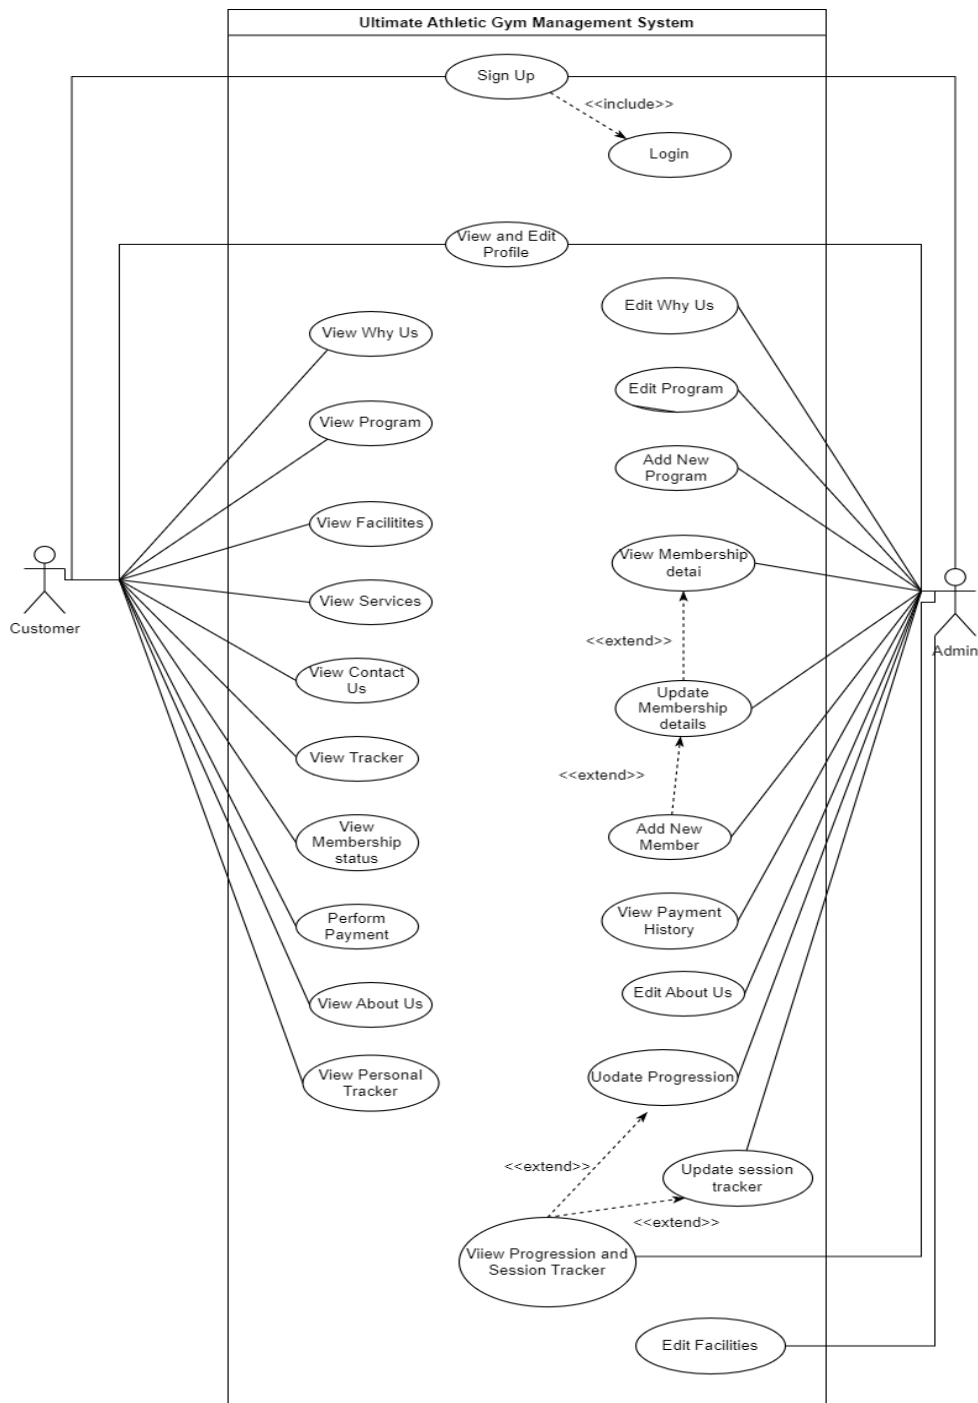 Ultimate Athletic Gym Management System
Sign Up
<<include>>
Login
View and Edit
Profile
Edit Why Us
View Why Us
Edit Program
View Program
Add New
Program
View Facilitites
View Membership
detai
View Services
<<extend>>
Customer
Admin
View Contact
Us
Update
Membership
details
View Tracker
<<extend>>
View
Membership
status
Add New
Member
Perform
Payment
View Payment
History
View About Us
Edit About Us
View Personal
Tracker
Uodate Progression
<<extend>>
Update session
tracker
<<extend>>
Viiew Progression and
Session Tracker
Edit Facilities